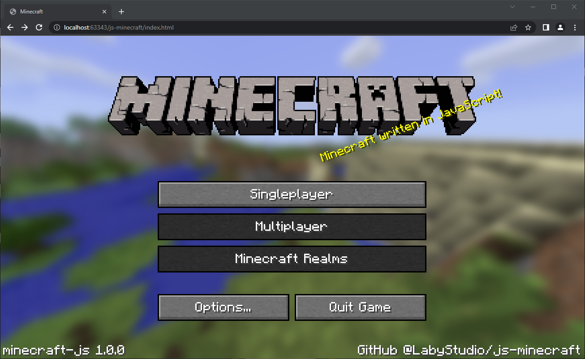 Minecraft
localhost:63343/js-minecraft/index.html
MINECRAFT
Minecraft written in JavaScript!
Singleplayer
Multiplayer
Minecraft Realms
Options... Quit Game
minecraft-js 1.0.0 GitHub @LabyStudio/js-minecraft